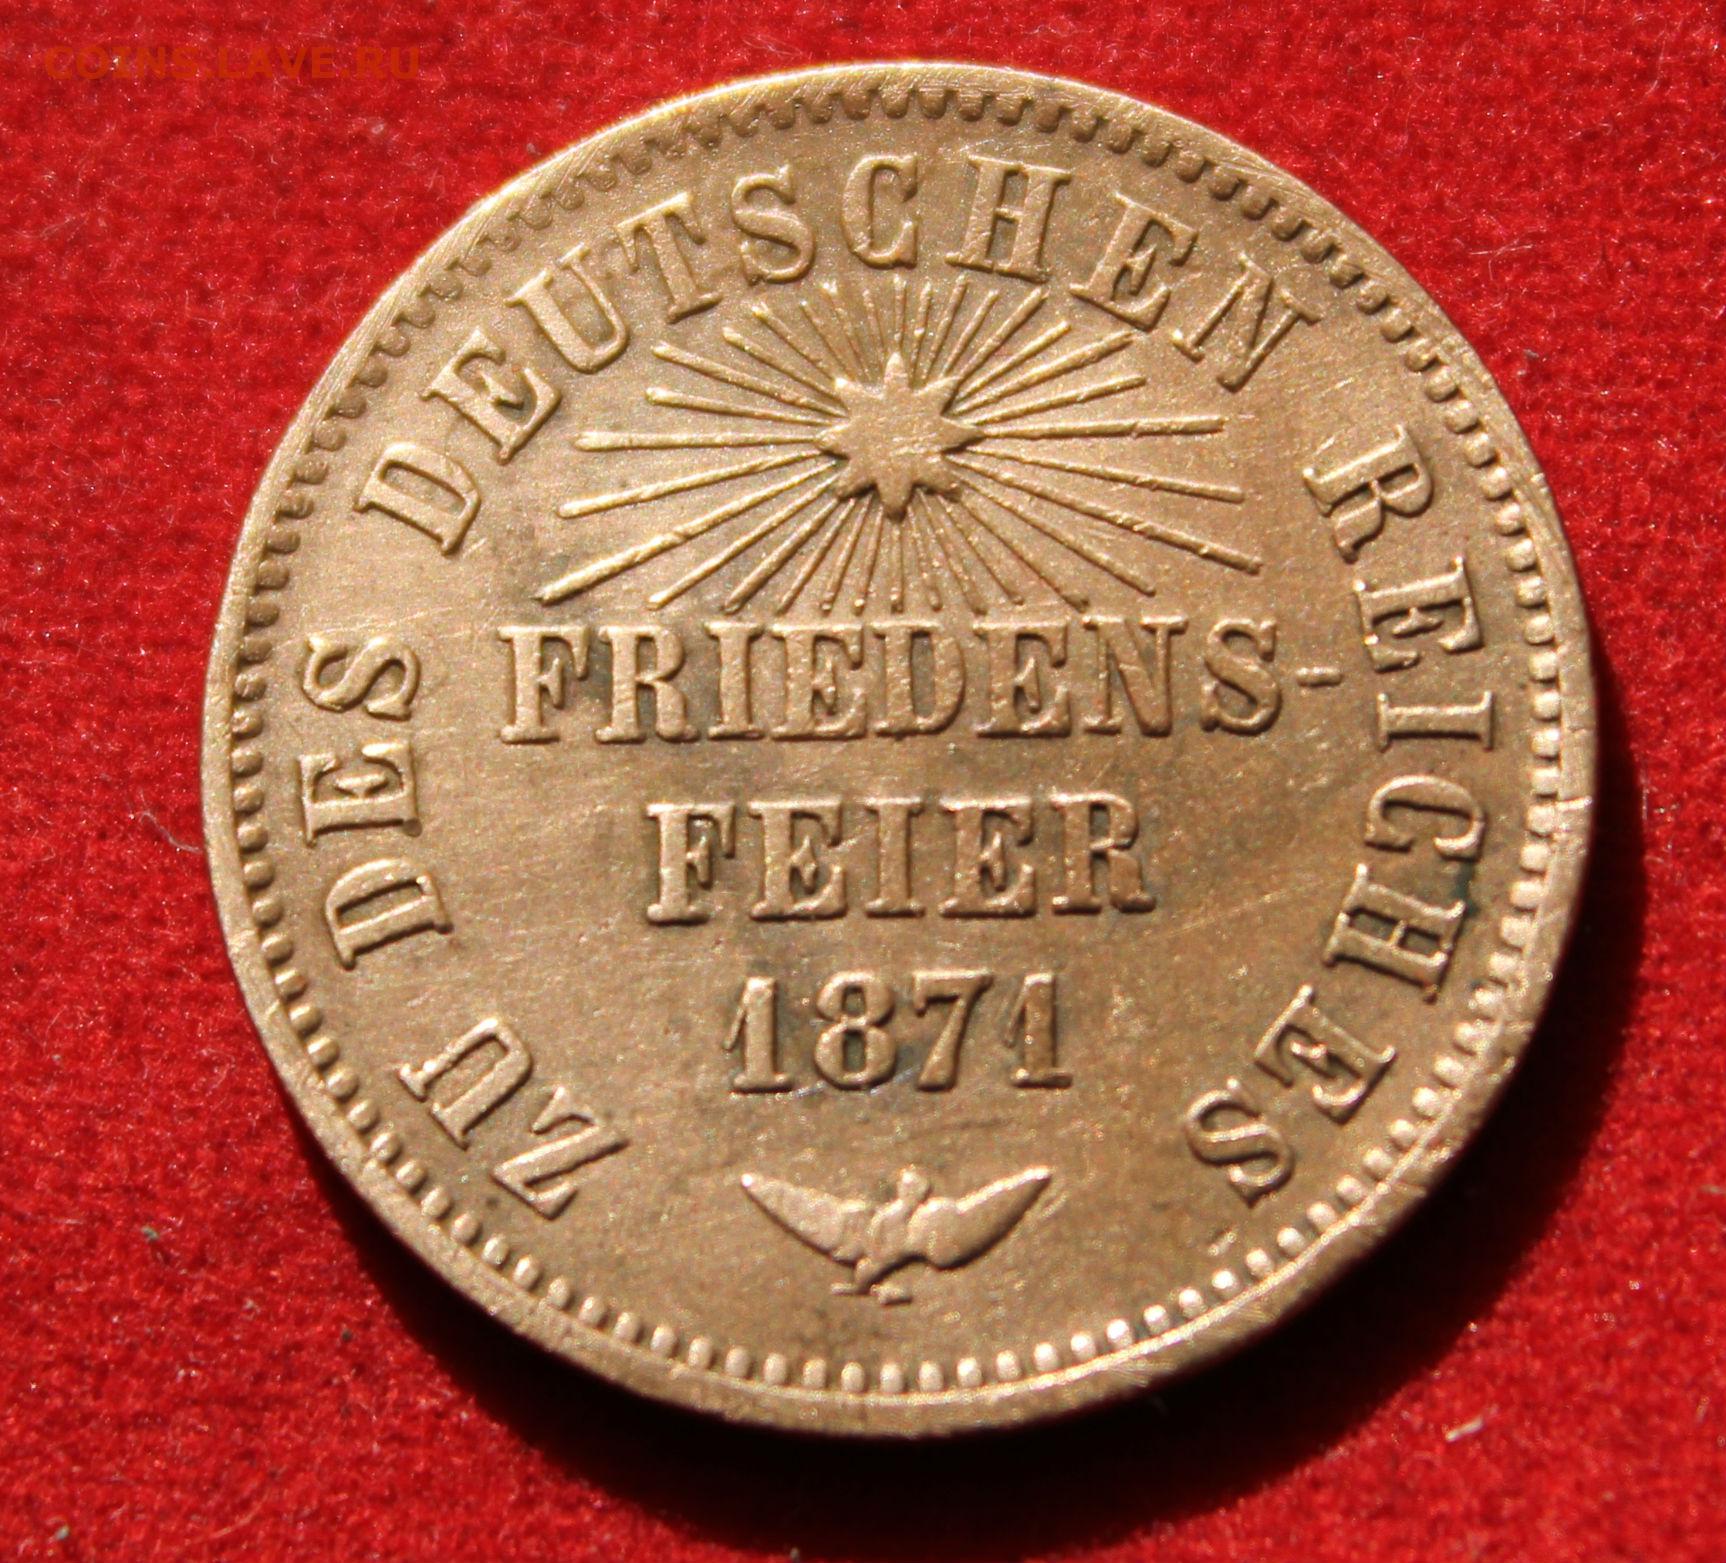 COINS.LAVE.RU
ZU DES DEUTSCHEN REICHES
FRIEDENS-
FEIER
1871